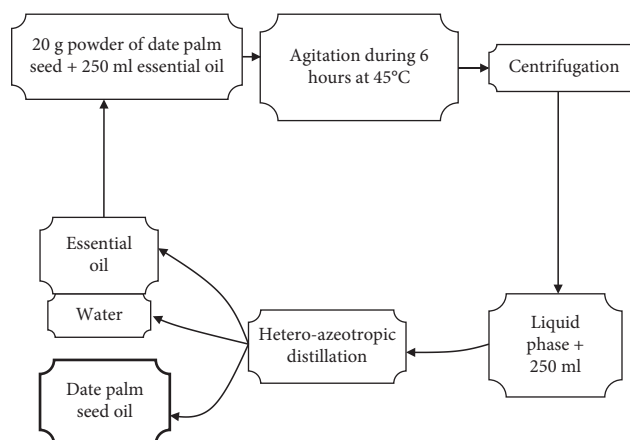 20 g powder of date palm
seed + 250 ml essential oil
Agitation during 6
hours at 45°C
Centrifugation
Essential
oil
Water
Date palm
seed oil
Hetero-azeotropic
distillation
Liquid
phase +
250 ml